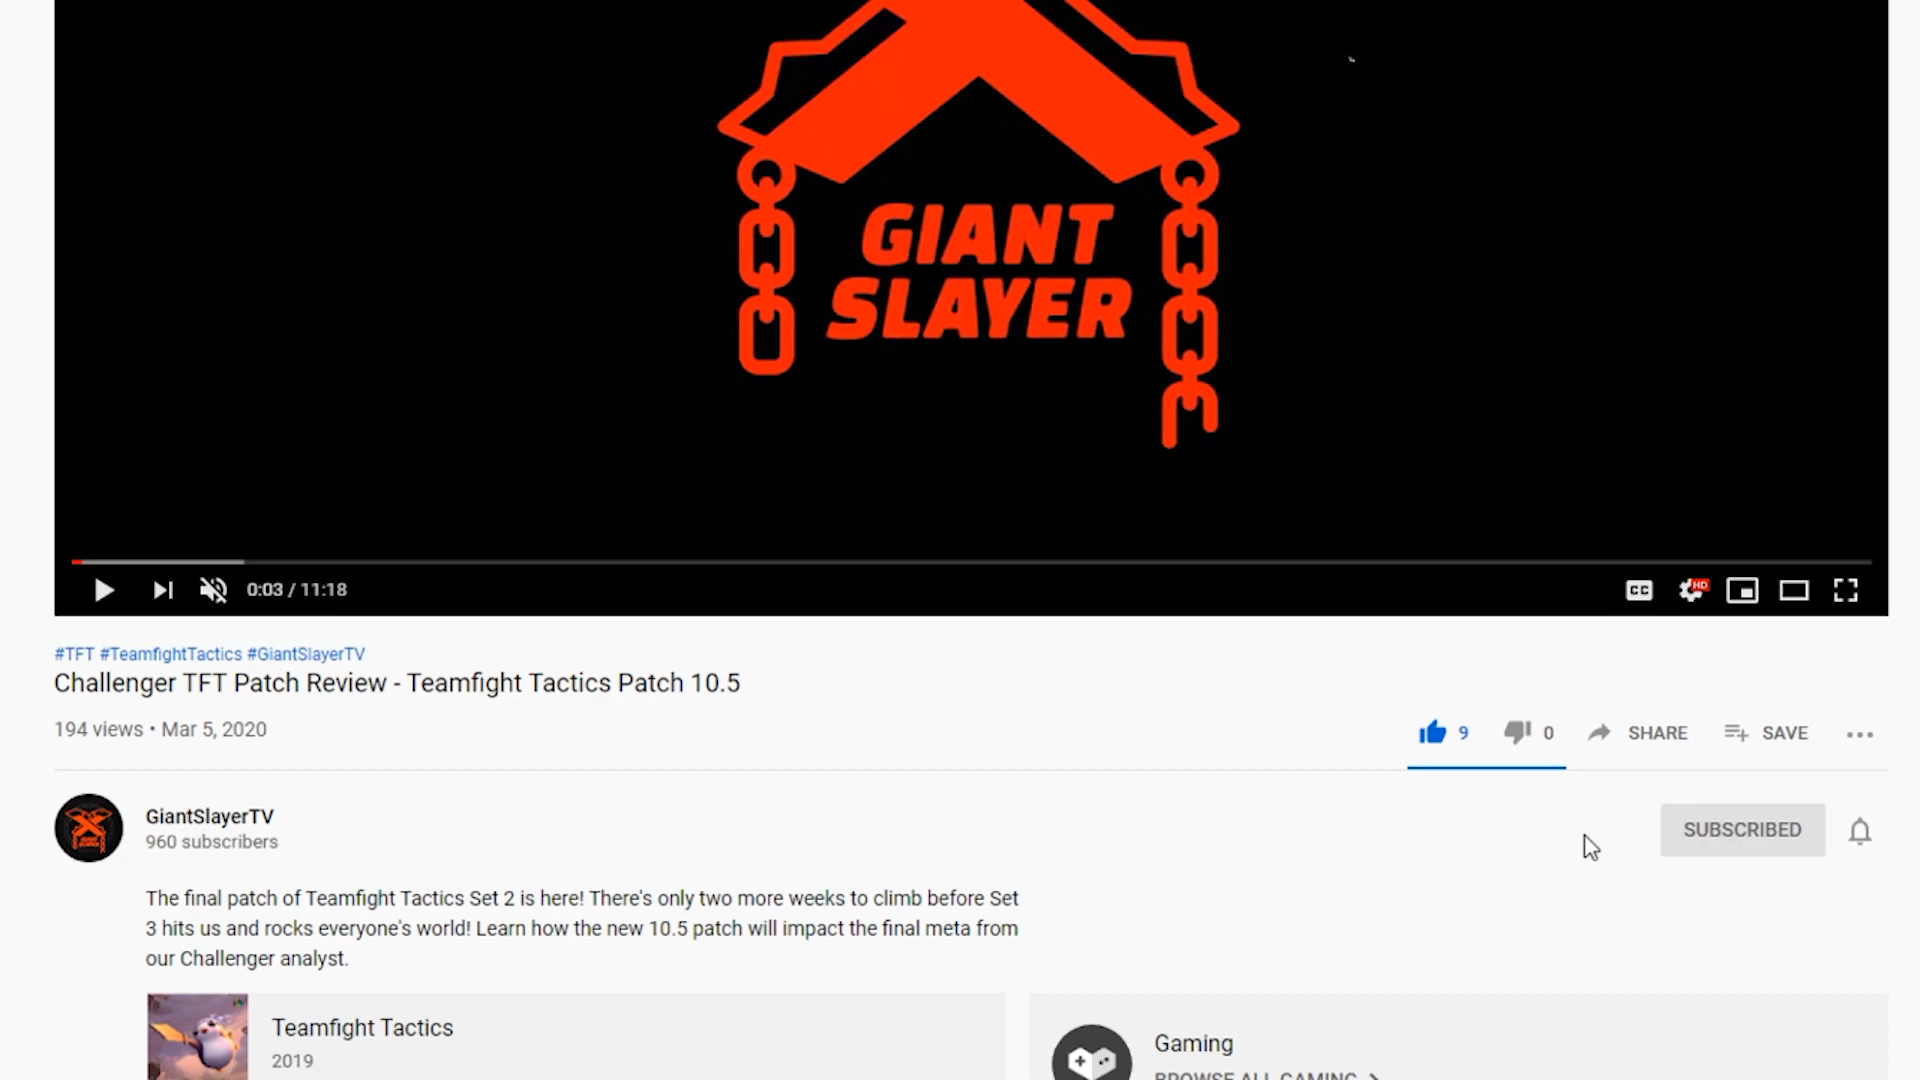 GIANT
SLAYER
0:03 / 11:18
CC
HD
#TFT #TeamfightTactics #GiantSlayerTV
Challenger TFT Patch Review - Teamfight Tactics Patch 10.5
194 views • Mar 5, 2020
9
0
SHARE
SAVE
GIANT
SLAYER
GiantSlayerTV
960 subscribers
SUBSCRIBED
The final patch of Teamfight Tactics Set 2 is here! There's only two more weeks to climb before Set
3 hits us and rocks everyone's world! Learn how the new 10.5 patch will impact the final meta from
our Challenger analyst.
Teamfight Tactics
2019
Gaming
BROWSE ALL GAMING